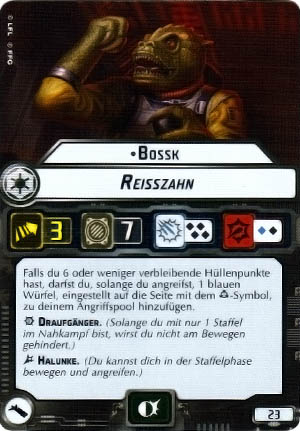 © LFL © FFG
•Bossk
Reisszahn
3 7
Falls du 6 oder weniger verbleibende Hüllenpunkte
hast, darfst du, solange du angreifst, 1 blauen
Würfel, eingestellt auf die Seite mit dem -Symbol,
zu deinem Angriffspool hinzufügen.
Draufgänger. (Solange du mit nur 1 Staffel
im Nahkampf bist, wirst du nicht am Bewegen
gehindert.)
Halunke. (Du kannst dich in der Staffelphase
bewegen und angreifen.)
23